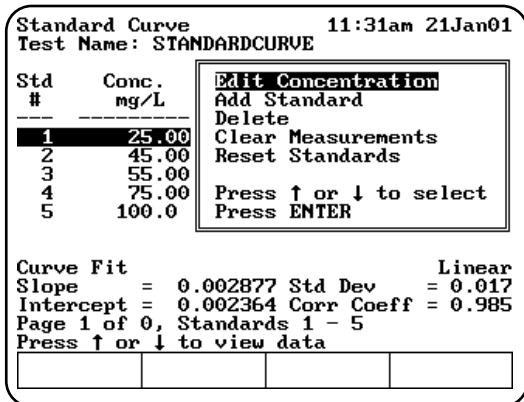 Standard Curve 11:31am 21Jan01
Test Name: STANDARDCURVE
Std Conc.
# mg/L
--- ---------
1 25.00
2 45.00
3 55.00
4 75.00
5 100.0
Edit Concentration
Add Standard
Delete
Clear Measurements
Reset Standards
Press ↑ or ↓ to select
Press ENTER
Curve Fit Linear
Slope = 0.002877 Std Dev = 0.017
Intercept = 0.002364 Corr Coeff = 0.985
Page 1 of 0, Standards 1 - 5
Press ↑ or ↓ to view data